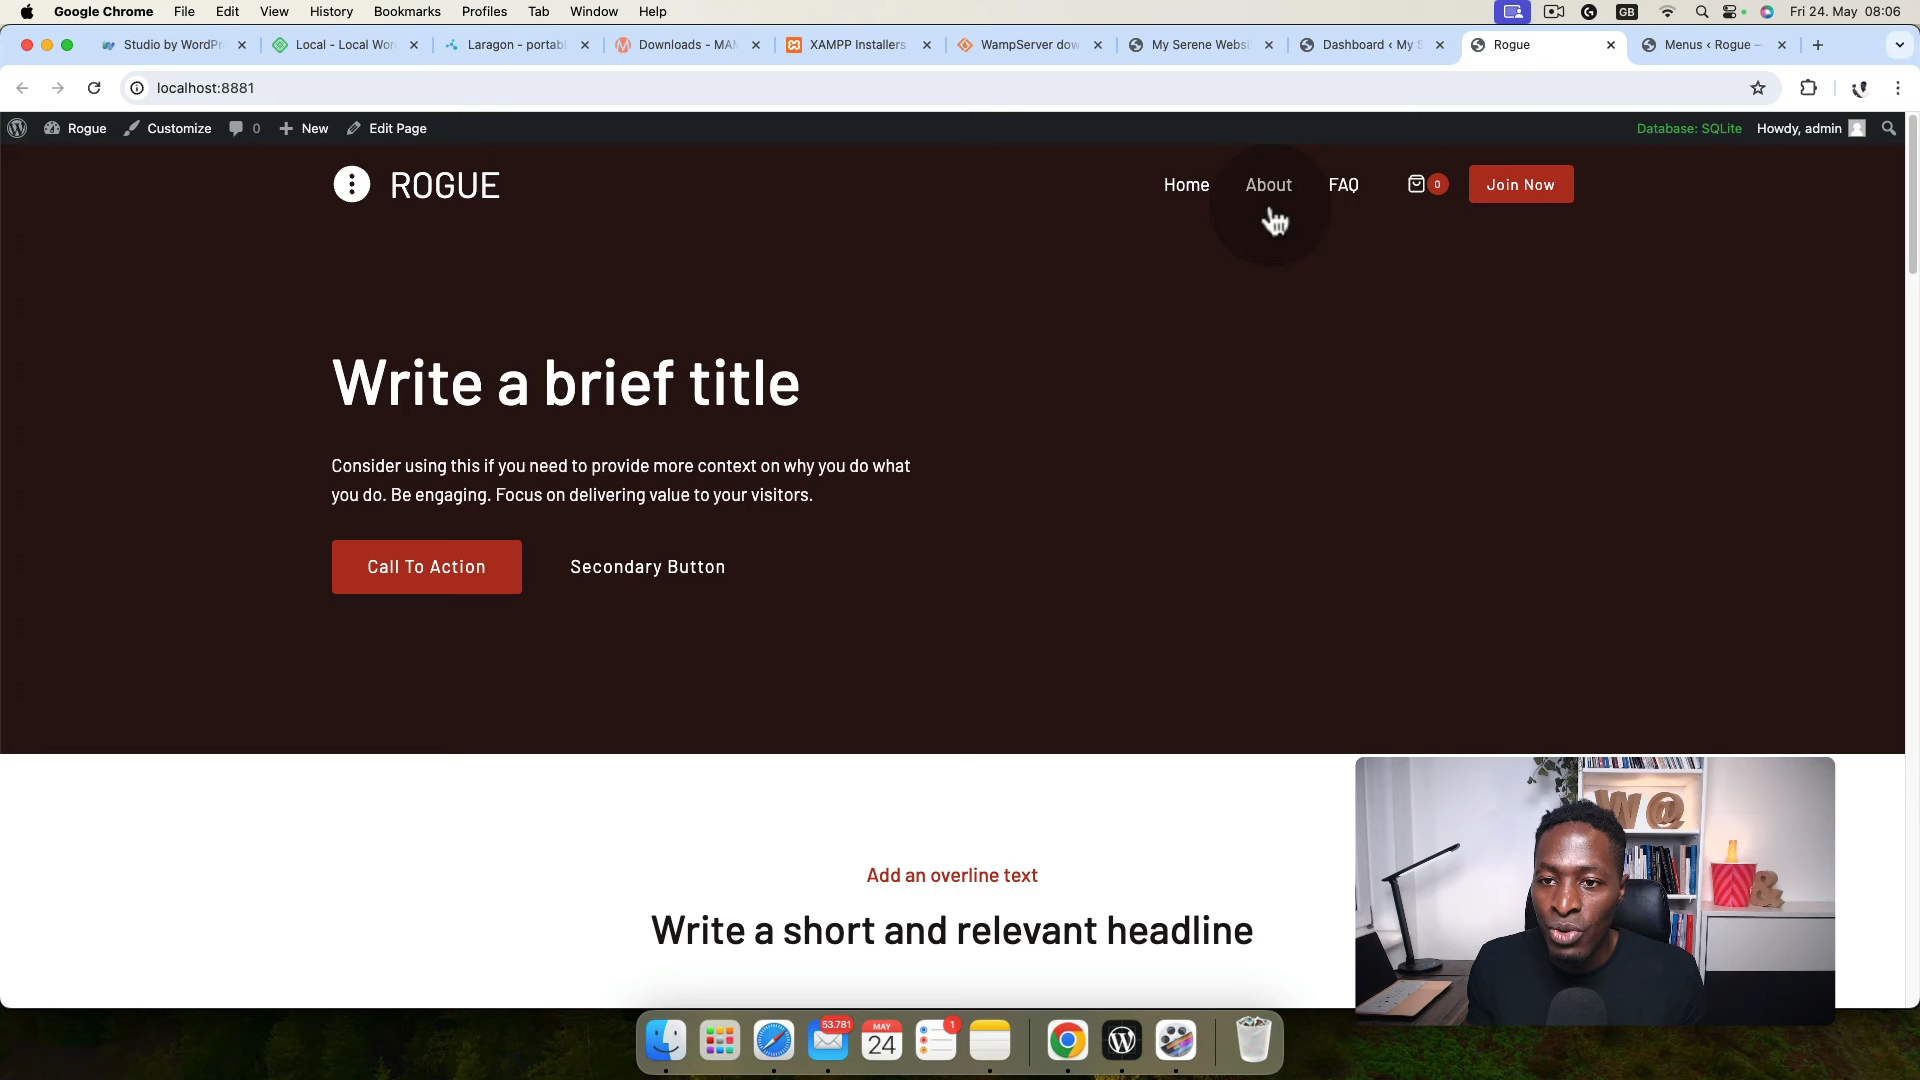 Google Chrome File Edit View History Bookmarks Profiles Tab Window Help GB Fri 24. May 08:06
Studio by WordPr Local - Local Wor Laragon - portabl Downloads - MAM XAMPP Installers WampServer dow My Serene Websi Dashboard ‹ My S Rogue Menus ‹ Rogue —
localhost:8881
Rogue Customize 0 New Edit Page Database: SQLite Howdy, admin
ROGUE Home About FAQ 0 Join Now
Write a brief title
Consider using this if you need to provide more context on why you do what
you do. Be engaging. Focus on delivering value to your visitors.
Call To Action Secondary Button
Add an overline text
Write a short and relevant headline
W@
&
53.781 MAY 24 1